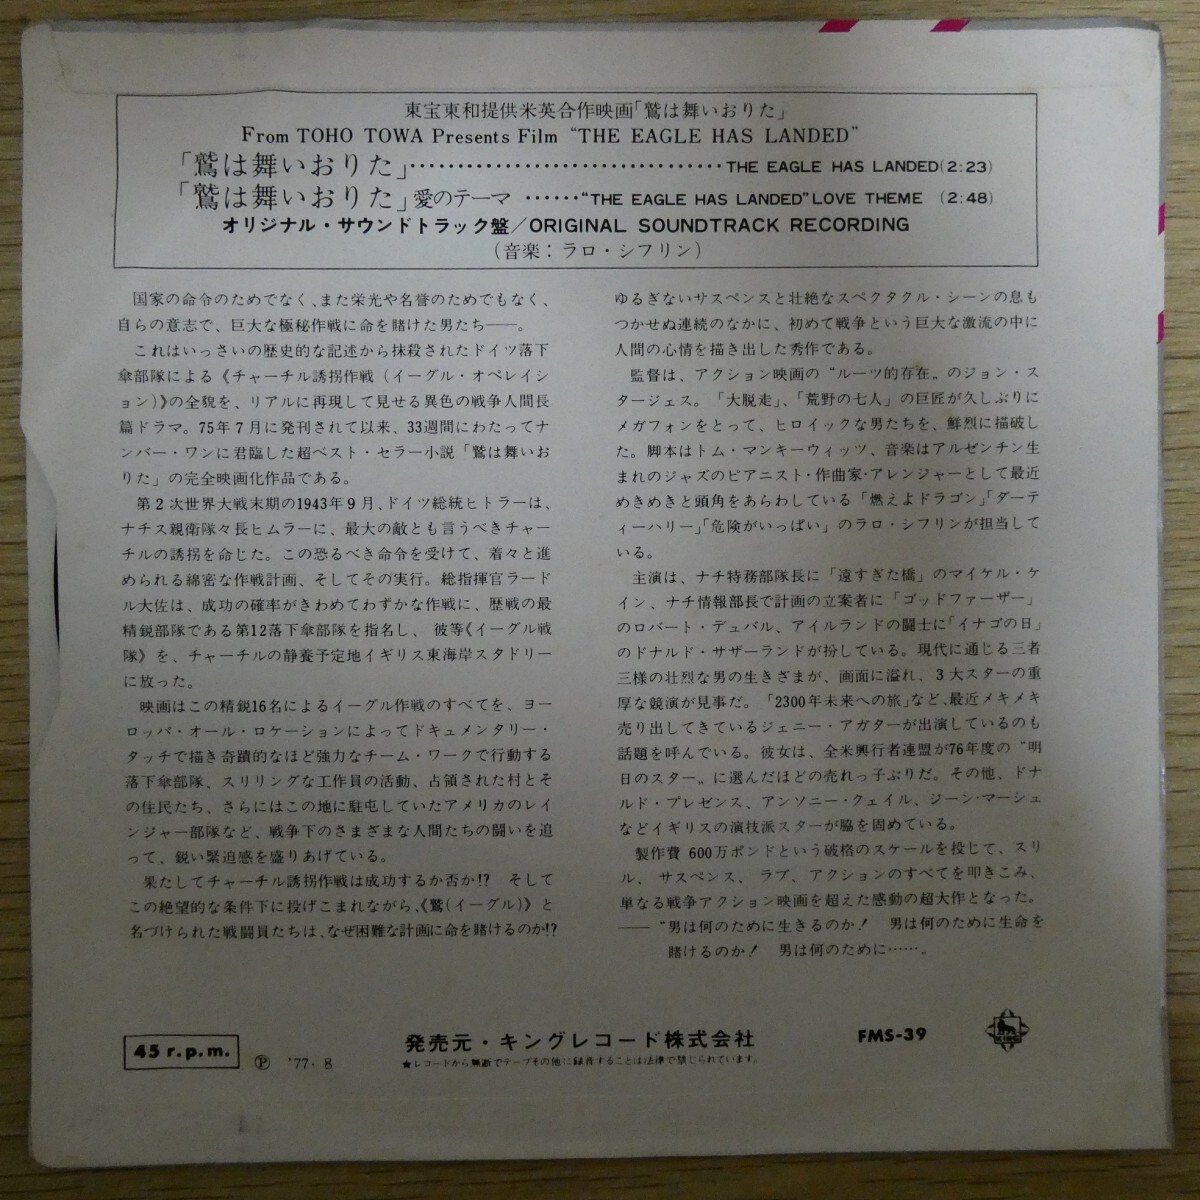 東宝東和提供米英合作映画「鷲は舞いおりた」
From TOHO TOWA Presents Film "THE EAGLE HAS LANDED"
「鷲は舞いおりた」………………………………THE EAGLE HAS LANDED(2:23)
「鷲は舞いおりた」愛のテーマ ……"THE EAGLE HAS LANDED"LOVE THEME (2:48)
オリジナル・サウンドトラック盤/ORIGINAL SOUNDTRACK RECORDING
(音楽:ラロ・シフリン)
国家の命令のためでなく、また栄光や名誉のためでもなく、
自らの意志で、巨大な極秘作戦に命を賭けた男たち——。
これはいっさいの歴史的な記述から抹殺されたドイツ落下
傘部隊による《チャーチル誘拐作戦(イーグル・オペレイシ
ョン)》の全貌を、リアルに再現して見せる異色の戦争人間長
篇ドラマ。75年7月に発刊されて以来、33週間にわたってナ
ンバー・ワンに君臨した超ベスト・セラー小説「鷲は舞いお
りた」の完全映画化作品である。
第2次世界大戦末期の1943年9月、ドイツ総統ヒトラーは、
ナチス親衛隊々長ヒムラーに、最大の敵とも言うべきチャー
チルの誘拐を命じた。この恐るべき命令を受けて、着々と進
められる綿密な作戦計画、そしてその実行。総指揮官ラード
ル大佐は、成功の確率がきわめてわずかな作戦に、歴戦の最
精鋭部隊である第12落下傘部隊を指名し、彼等《イーグル戦
隊》を、チャーチルの静養予定地イギリス東海岸スタドリー
に放った。
映画はこの精鋭16名によるイーグル作戦のすべてを、ヨー
ロッパ・オール・ロケーションによってドキュメンタリー・
タッチで描き奇蹟的なほど強力なチーム・ワークで行動する
落下傘部隊、スリリングな工作員の活動、占領された村とそ
の住民たち、さらにはこの地に駐屯していたアメリカのレイ
ンジャー部隊など、戦争下のさまざまな人間たちの闘いを追
って、鋭い緊迫感を盛りあげている。
果たしてチャーチル誘拐作戦は成功するか否か!? そして
この絶望的な条件下に投げこまれながら、《鷲(イーグル)》と
名づけられた戦闘員たちは、なぜ困難な計画に命を賭けるのか!?
ゆるぎないサスペンスと壮絶なスペクタクル・シーンの息も
つかせぬ連続のなかに、初めて戦争という巨大な激流の中に
人間の心情を描き出した秀作である。
監督は、アクション映画の"ルーツ的存在"のジョン・ス
タージェス。「大脱走」、「荒野の七人」の巨匠が久しぶりに
メガフォンをとって、ヒロイックな男たちを、鮮烈に描破し
た。脚本はトム・マンキーウィッツ、音楽はアルゼンチン生
まれのジャズのピアニスト・作曲家・アレンジャーとして最近
めきめきと頭角をあらわしている「燃えよドラゴン」「ダーテ
ィーハリー」「危険がいっぱい」のラロ・シフリンが担当して
いる。
主演は、ナチ特務部隊長に「遠すぎた橋」のマイケル・ケ
イン、ナチ情報部長で計画の立案者に「ゴッドファーザー」
のロバート・デュバル、アイルランドの闘士に「イナゴの日」
のドナルド・サザーランドが扮している。現代に通じる三者
三様の壮烈な男の生きざまが、画面に溢れ、3大スターの重
厚な競演が見事だ。「2300年未来への旅」など、最近メキメキ
売り出してきているジェニー・アガターが出演しているのも
話題を呼んでいる。彼女は、全米興行者連盟が76年度の"明
日のスター"に選んだほどの売れっ子ぶりだ。その他、ドナ
ルド・プレゼンス、アンソニー・クェイル、ジーン・マーシュ
などイギリスの演技派スターが脇を固めている。
製作費 600万ポンドという破格のスケールを投じて、スリ
ル、サスペンス、ラブ、アクションのすべてを叩きこみ、
単なる戦争アクション映画を超えた感動の超大作となった。
——"男は何のために生きるのか! 男は何のために生命を
賭けるのか! 男は何のために……"
45 r.p.m.
Ⓟ '77・8
発売元・キングレコード株式会社
★レコードから無断でテープその他に録音することは法律で禁じられています。
FMS-39
KING